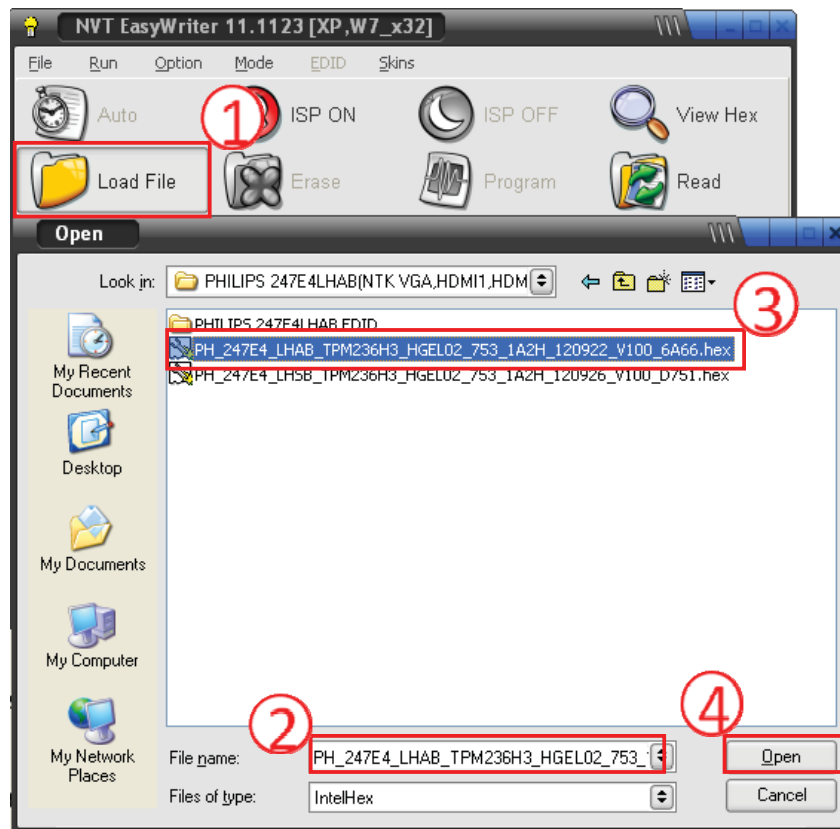 NVT EasyWriter 11.1123 [XP,W7_x32]
File Run Option Mode EDID Skins
Auto 1 ISP ON ISP OFF View Hex
Load File Erase Program Read
Open
Look in: PHILIPS 247E4LHAB(NTK VGA,HDMI1,HDM
3
PHILIPS 247E4LHAB EDID
PH_247E4_LHAB_TPM236H3_HGEL02_753_1A2H_120922_V100_6A66.hex
PH_247E4_LHSB_TPM236H3_HGEL02_753_1A2H_120926_V100_D751.hex
My Recent
Documents
Desktop
My Documents
My Computer
My Network
Places
2
4
File name: PH_247E4_LHAB_TPM236H3_HGEL02_753_ Open
Files of type: IntelHex Cancel